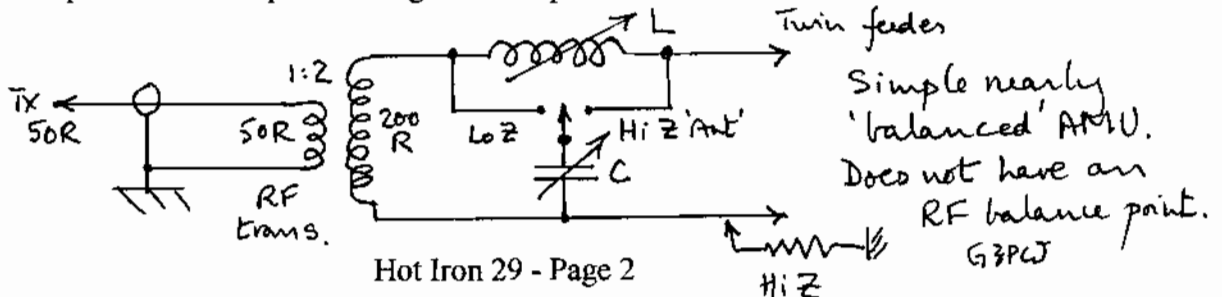 L
Twin feeder
1:2
Simple nearly
Tx
50R
50R
200
R
Lo Z
Hi Z 'Ant'
'balanced' AMU.
C
Does not have an
RF
trans.
RF balance point.
G3PCJ
Hot Iron 29 - Page 2
Hi Z